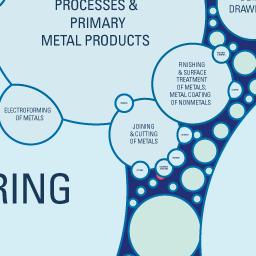 PROCESSES &
PRIMARY
METAL PRODUCTS
DRAW
FINISHING
& SURFACE
TREATMENT
OF METALS;
METAL COATING
OF NONMETALS
ELECTROFORMING
OF METALS
JOINING
& CUTTING
OF METALS
RING